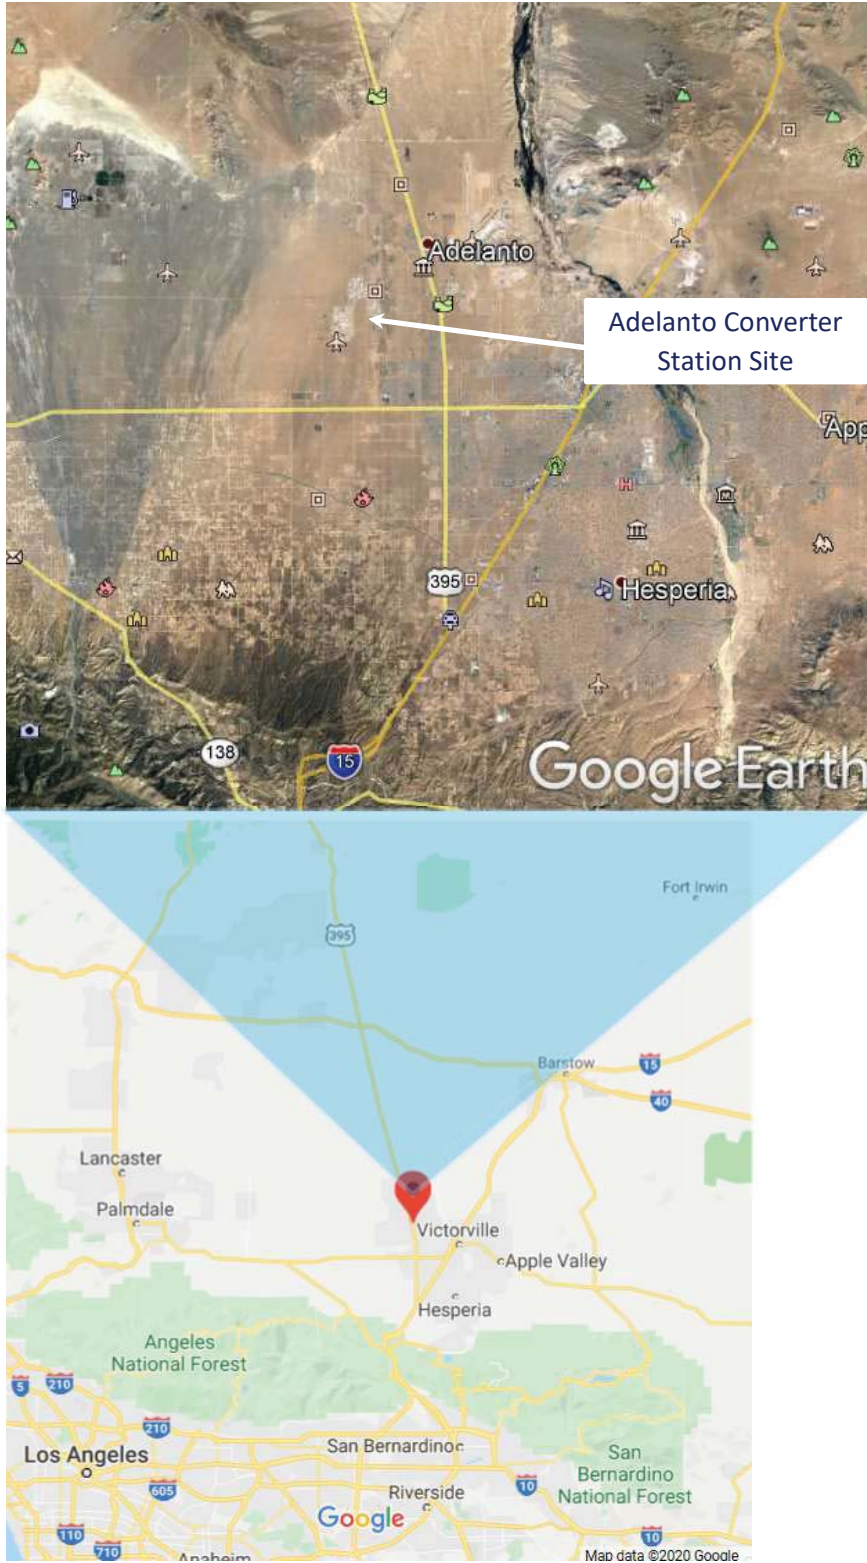 Adelanto
Adelanto Converter
Station Site
App
H
M
395
Hesperia
138
15
Google Earth
Fort Irwin
395
Barstow
15
40
Lancaster
Palmdale
Victorville
Apple Valley
Hesperia
Angeles
National Forest
5
210
210
Los Angeles
San Bernardino
San
Bernardino
National Forest
10
605
Riverside
Google
110
710
Anaheim
10
Map data ©2020 Google